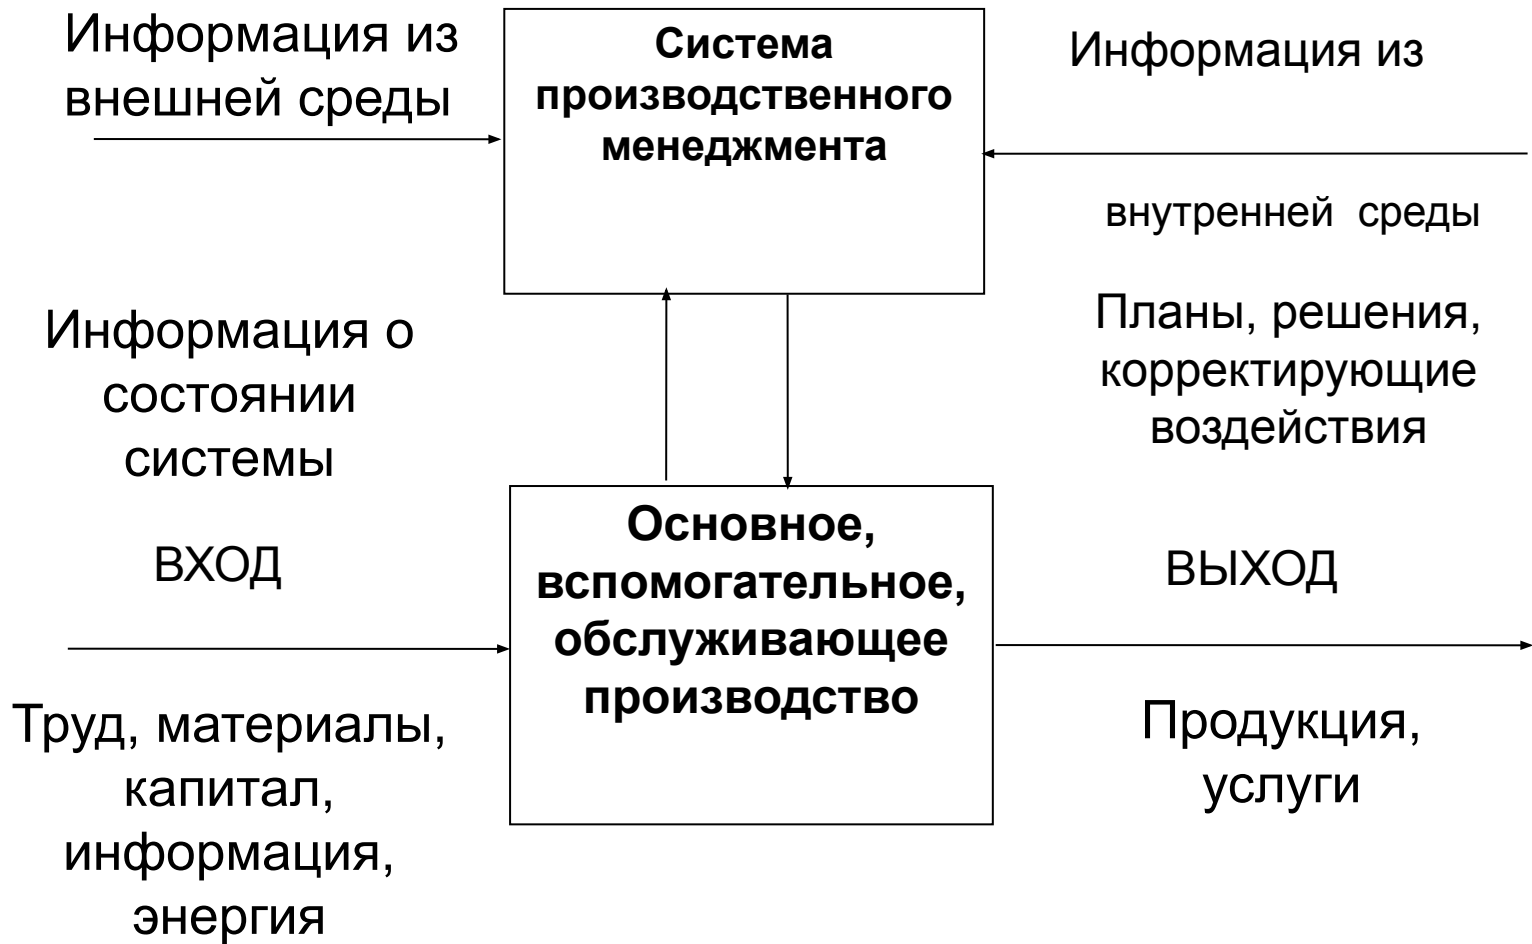 Информация из
внешней среды
Система
производственного
менеджмента
Информация из
внутренней среды
Информация о
состоянии
системы
Планы, решения,
корректирующие
воздействия
ВХОД
Основное,
вспомогательное,
обслуживающее
производство
ВЫХОД
Труд, материалы,
капитал,
информация,
энергия
Продукция,
услуги